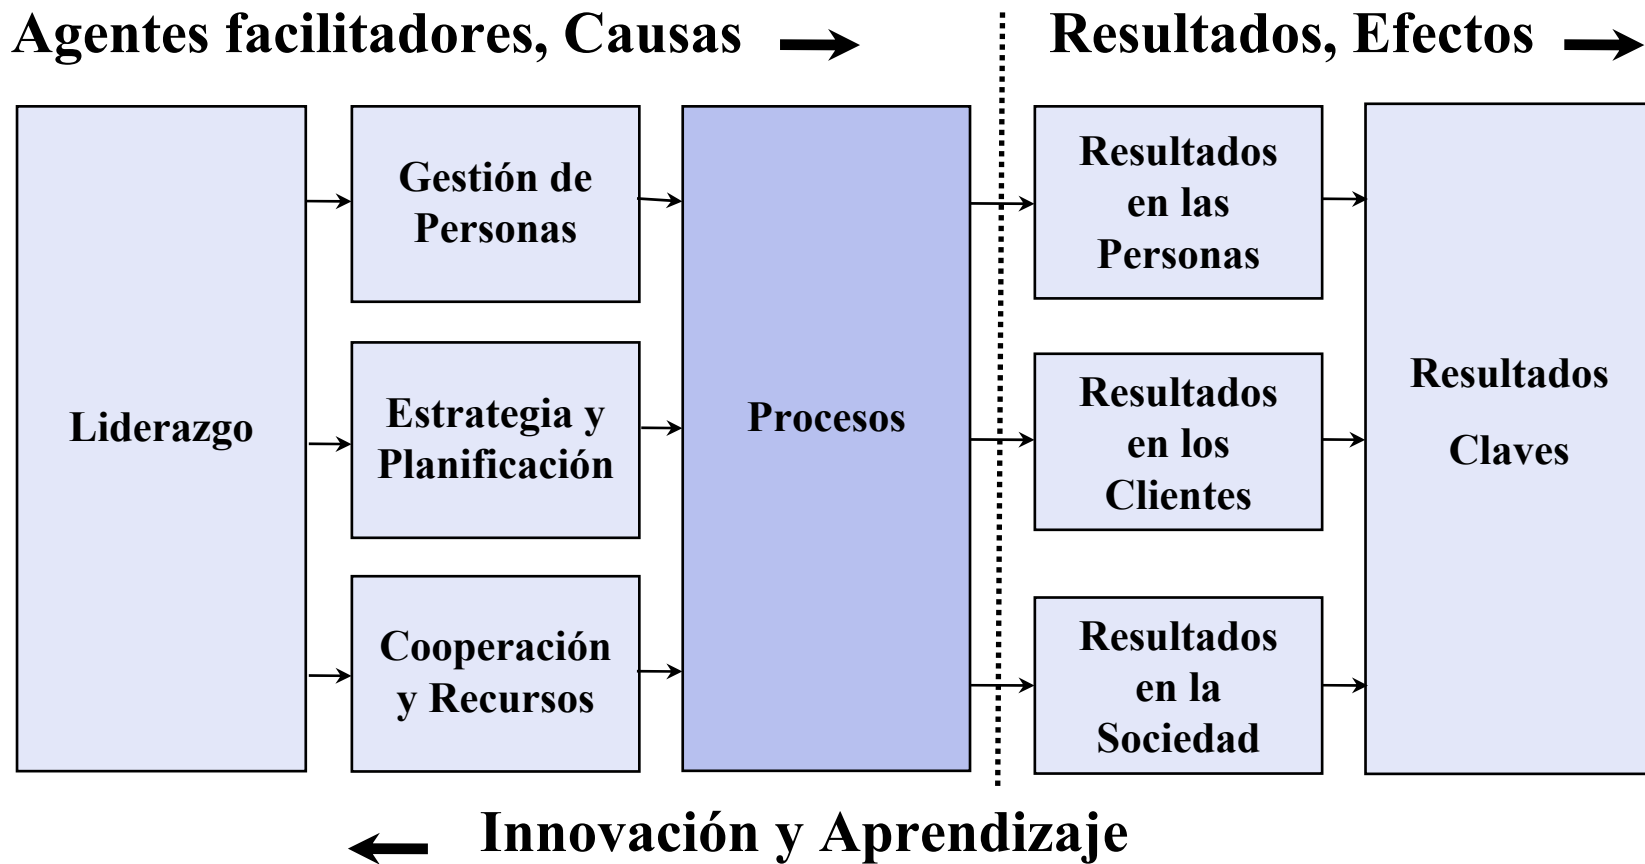 Agentes facilitadores, Causas
Resultados, Efectos
Liderazgo
Gestión de
Personas
Estrategia y
Planificación
Cooperación
y Recursos
Procesos
Resultados
en las
Personas
Resultados
en los
Clientes
Resultados
en la
Sociedad
Resultados
Claves
Innovación y Aprendizaje